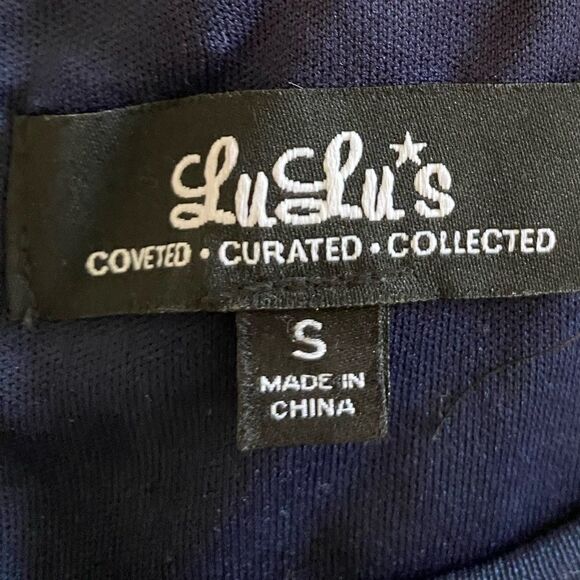 LuLu's
COVETED • CURATED • COLLECTED
S
MADE IN
CHINA